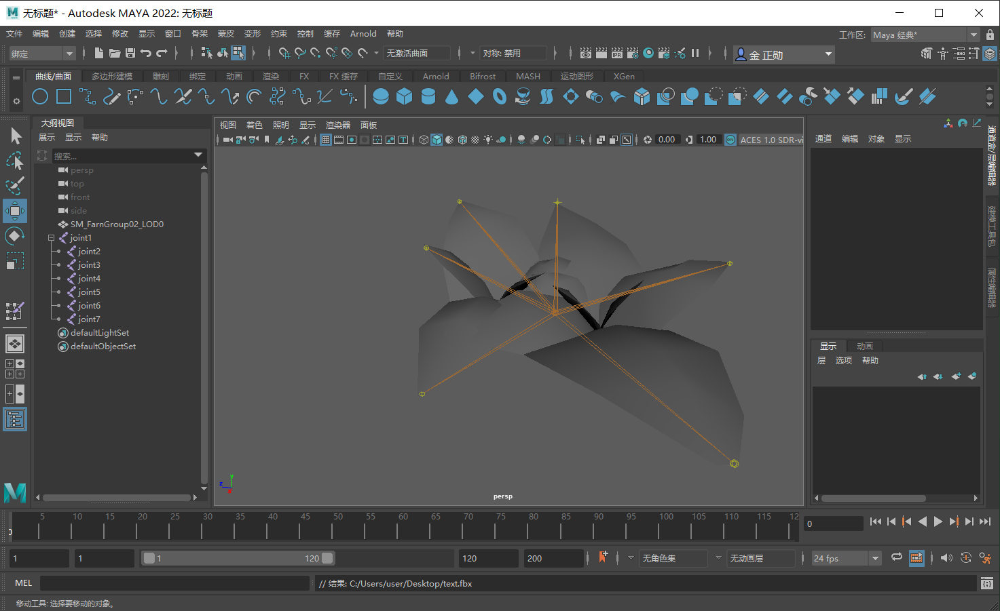 无标题* - Autodesk MAYA 2022: 无标题
文件 编辑 创建 选择 修改 显示 窗口 骨架 蒙皮 变形 约束 控制 缓存 Arnold 帮助
工作区: Maya 经典*
绑定
无激活曲面
对称: 禁用
IPR
金 正勋
曲线/曲面 多边形建模 雕刻 绑定 动画 渲染 FX FX 缓存 自定义 Arnold Bifrost MASH 运动图形 XGen
大纲视图
展示 显示 帮助
搜索...
persp
top
front
side
SM_FarnGroup02_LOD0
joint1
joint2
joint3
joint4
joint5
joint6
joint7
defaultLightSet
defaultObjectSet
视图 着色 照明 显示 渲染器 面板
0.00 1.00 ON ACES 1.0 SDR-vi
y
z
x
persp
通道 编辑 对象 显示
通道盒/层编辑器
建模工具包
属性编辑器
显示 动画
层 选项 帮助
5 10 15 20 25 30 35 40 45 50 55 60 65 70 75 80 85 90 95 100 105 110 115 12
0
0
1 1 1 120 120 200 无角色集 无动画层 24 fps
MEL // 结果: C:/Users/user/Desktop/text.fbx
移动工具: 选择要移动的对象。